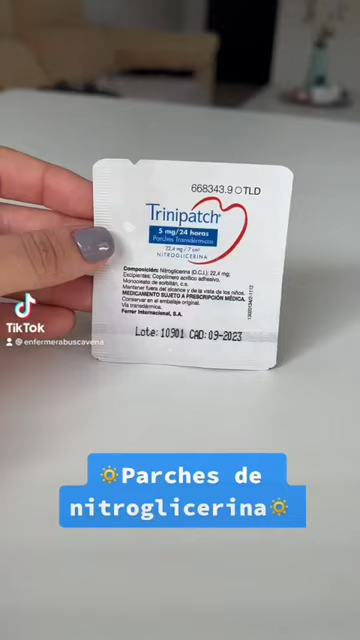 668343.9 TLD
Trinipatch®
5 mg/24 horas
Parches Transdérmicos
22,4 mg / 7 cm²
NITROGLICERINA
Composición: Nitroglicerina (D.C.I.) 22,4 mg;
Excipientes: Copolímero acrílico adhesivo,
Monooleato de sorbitán, c.s.
Mantener fuera del alcance y de la vista de los niños.
MEDICAMENTO SUJETO A PRESCRIPCIÓN MÉDICA
Conservar en el embalaje original.
Vía transdérmica.
Ferrer Internacional, S.A.
Lote: 10901 CAD: 09-2023
TikTok
@ enfermerabuscavena
Parches de
nitroglicerina